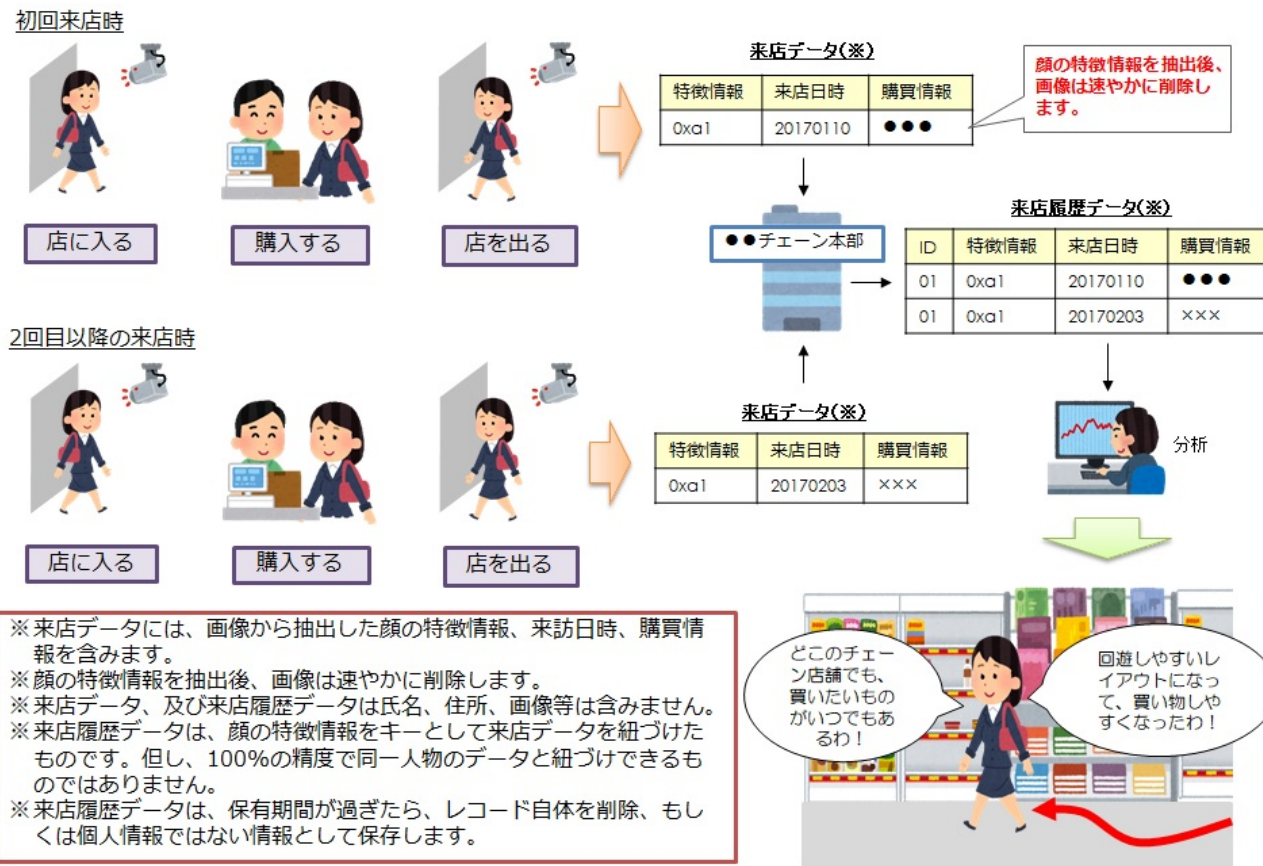 初回来店時
店に入る
購入する
店を出る
来店データ(※)
特徴情報 来店日時 購買情報
0xa1 20170110 ●●●
顔の特徴情報を抽出後、
画像は速やかに削除し
ます。
●●チェーン本部
来店履歴データ(※)
ID 特徴情報 来店日時 購買情報
01 0xa1 20170110 ●●●
01 0xa1 20170203 ×××
2回目以降の来店時
店に入る
購入する
店を出る
来店データ(※)
特徴情報 来店日時 購買情報
0xa1 20170203 ×××
分析
※来店データには、画像から抽出した顔の特徴情報、来訪日時、購買情
報を含みます。
※顔の特徴情報を抽出後、画像は速やかに削除します。
※来店データ、及び来店履歴データは氏名、住所、画像等は含みません。
※来店履歴データは、顔の特徴情報をキーとして来店データを紐づけた
ものです。但し、100%の精度で同一人物のデータと紐づけできるも
のではありません。
※来店履歴データは、保有期間が過ぎたら、レコード自体を削除、もし
くは個人情報ではない情報として保存します。
どこのチェー
ン店舗でも、
買いたいもの
がいつでもあ
るわ！
回遊しやすいレ
イアウトになっ
て、買い物しや
すくなったわ！